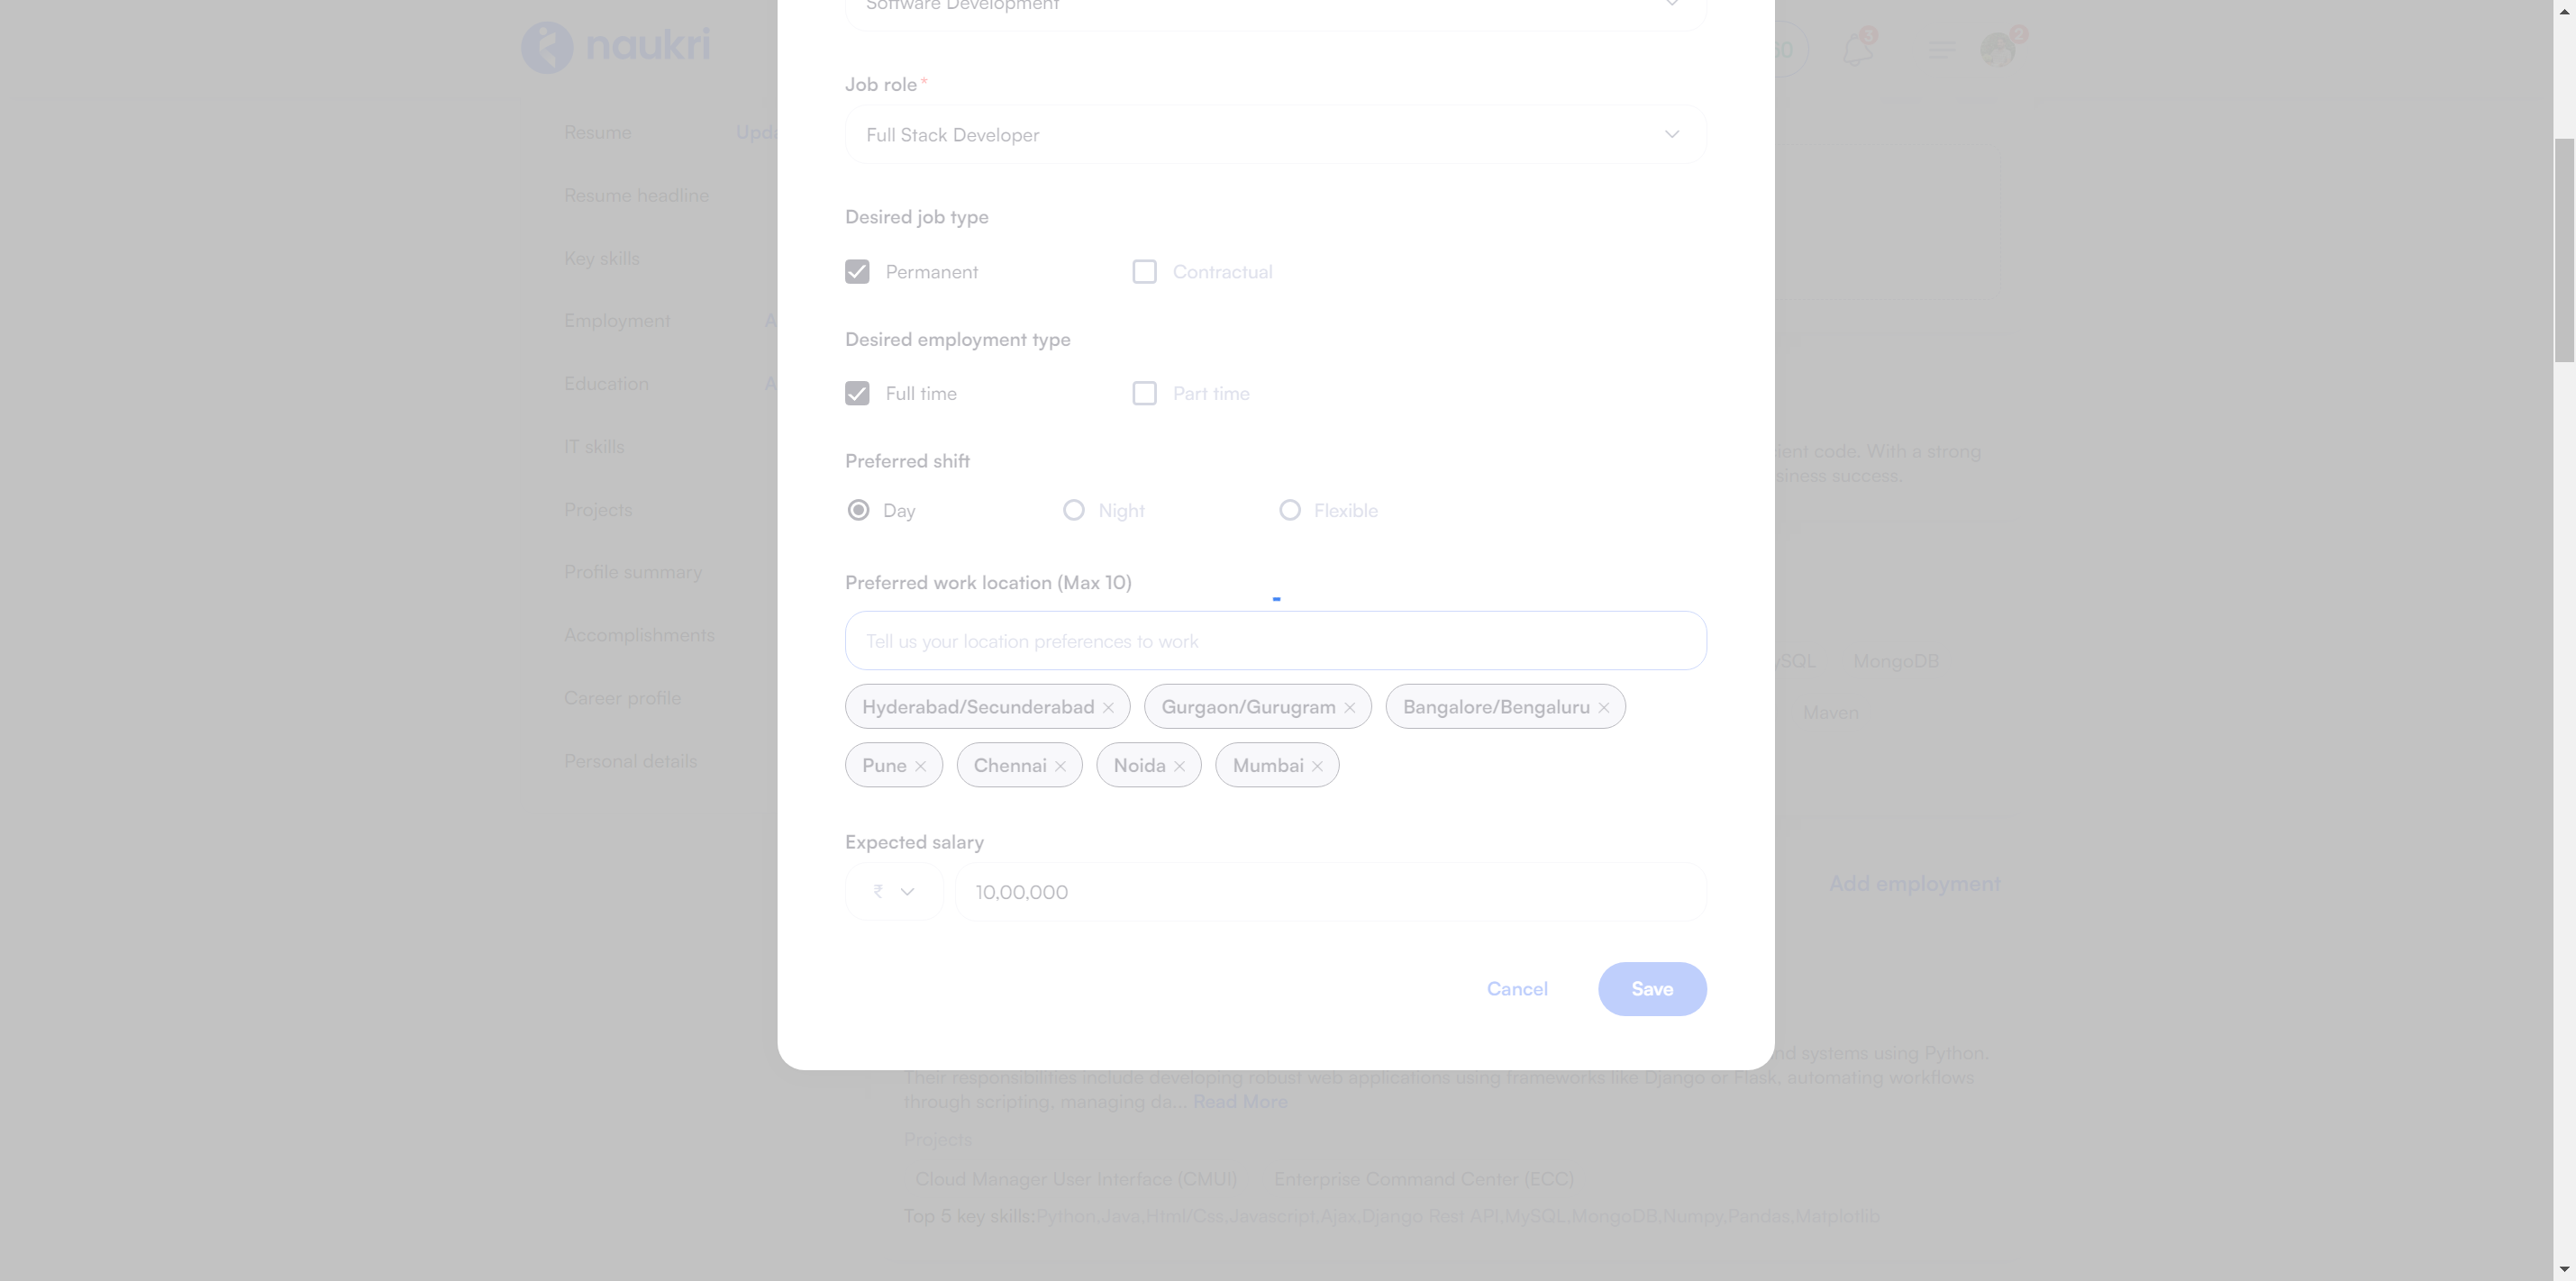 naukri
Resume
Upda
Resume headline
Key skills
Employment
A
Education
A
IT skills
Projects
Profile summary
Accomplishments
Career profile
Personal details
Software Development
Job role*
Full Stack Developer
Desired job type
Permanent Contractual
Desired employment type
Full time Part time
Preferred shift
Day Night Flexible
Preferred work location (Max 10)
Tell us your location preferences to work
Hyderabad/Secunderabad Gurgaon/Gurugram Bangalore/Bengaluru
Pune Chennai Noida Mumbai
Expected salary
₹ 10,00,000
Cancel Save
3
2
ient code. With a strong
siness success.
ySQL MongoDB
Maven
Add employment
nd systems using Python.
Their responsibilities include developing robust web applications using frameworks like Django or Flask, automating workflows
through scripting, managing da... Read More
Projects
Cloud Manager User Interface (CMUI) Enterprise Command Center (ECC)
Top 5 key skills:Python,Java,Html/Css,Javascript,Ajax,Django Rest API,MySQL,MongoDB,Numpy,Pandas,Matplotlib